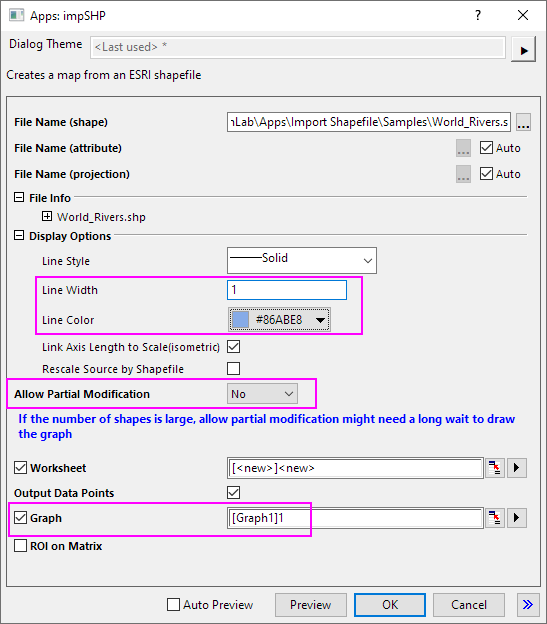 Apps: impSHP ? ×
Dialog Theme <Last used> *
Creates a map from an ESRI shapefile
File Name (shape) nLab\Apps\Import Shapefile\Samples\World_Rivers.s ...
File Name (attribute) ... Auto
File Name (projection) ... Auto
File Info
World_Rivers.shp
Display Options
Line Style Solid
Line Width 1
Line Color #86ABE8
Link Axis Length to Scale(isometric)
Rescale Source by Shapefile
Allow Partial Modification No
If the number of shapes is large, allow partial modification might need a long wait to draw
the graph
Worksheet [<new>]<new>
Output Data Points
Graph [Graph1]1
ROI on Matrix
Auto Preview Preview OK Cancel »